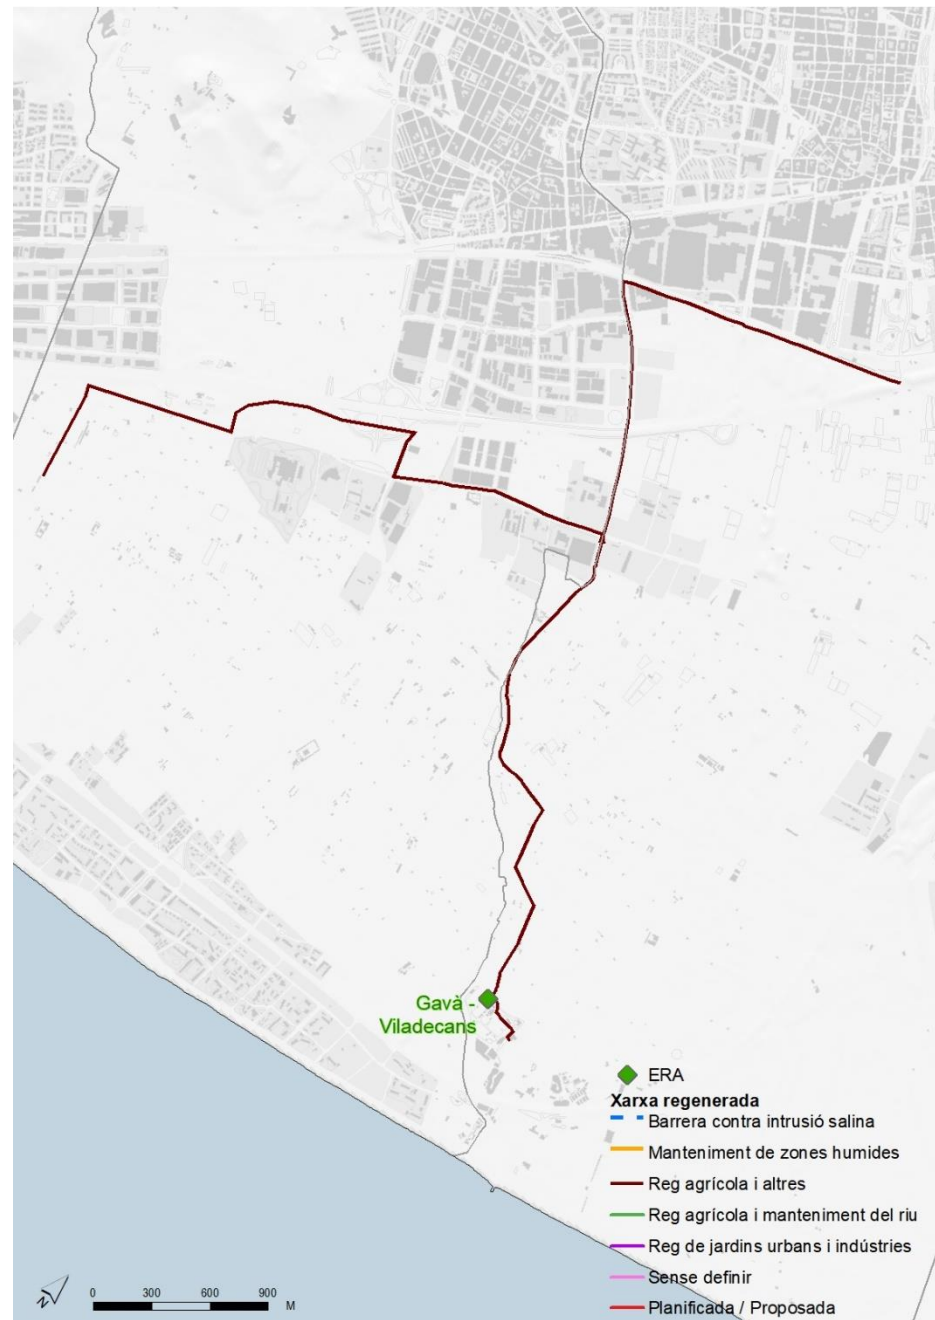 Gavà -
Viladecans
ERA
Xarxa regenerada
Barrera contra intrusió salina
Manteniment de zones humides
Reg agrícola i altres
Reg agrícola i manteniment del riu
Reg de jardins urbans i indústries
Sense definir
Planificada / Proposada
N
0 300 600 900
M